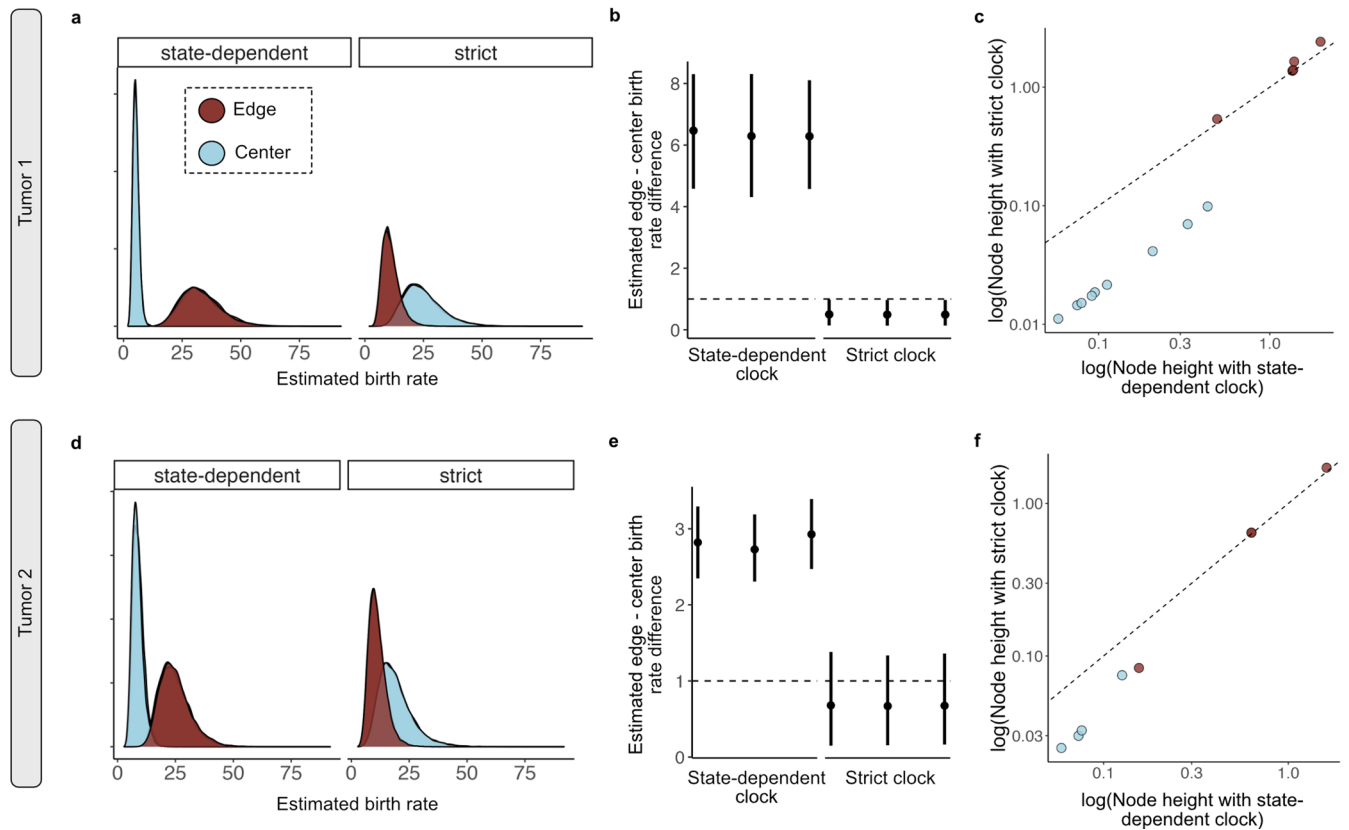 Tumor 1
a
state-dependent
strict
Edge
Center
0
25
50
75
0
25
50
75
Estimated birth rate
b
Estimated edge - center birth
rate difference
8
6
4
2
0
State-dependent
clock
Strict clock
c
log(Node height with strict clock)
1.00
0.10
0.01
0.1
0.3
1.0
log(Node height with state-
dependent clock)
Tumor 2
d
state-dependent
strict
0
25
50
75
0
25
50
75
Estimated birth rate
e
Estimated edge - center birth
rate difference
3
2
1
0
State-dependent
clock
Strict clock
f
log(Node height with strict clock)
1.00
0.30
0.10
0.03
0.1
0.3
1.0
log(Node height with state-
dependent clock)